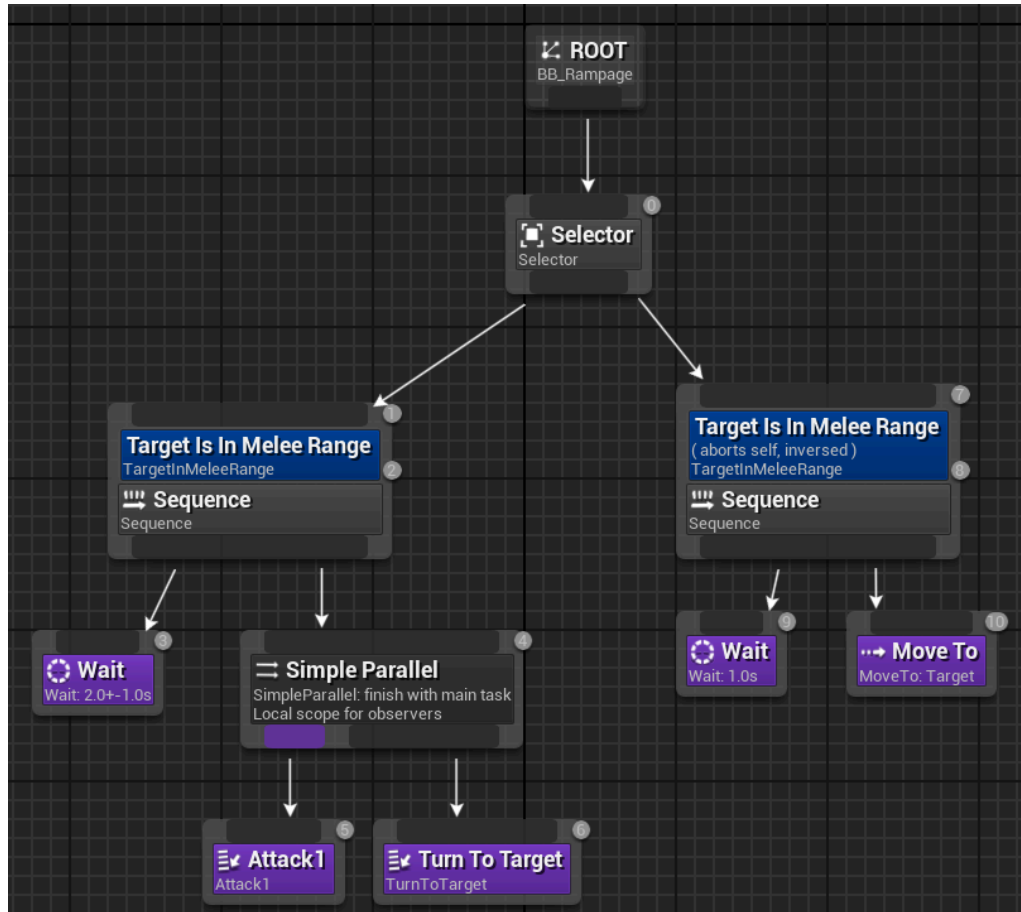 ROOT
BB_Rampage
0
Selector
Selector
1
Target Is In Melee Range
TargetInMeleeRange
2
Sequence
Sequence
7
Target Is In Melee Range
( aborts self, inversed )
TargetInMeleeRange
8
Sequence
Sequence
3
Wait
Wait: 2.0+-1.0s
4
Simple Parallel
SimpleParallel: finish with main task
Local scope for observers
9
Wait
Wait: 1.0s
10
Move To
MoveTo: Target
5
Attack1
Attack1
6
Turn To Target
TurnToTarget